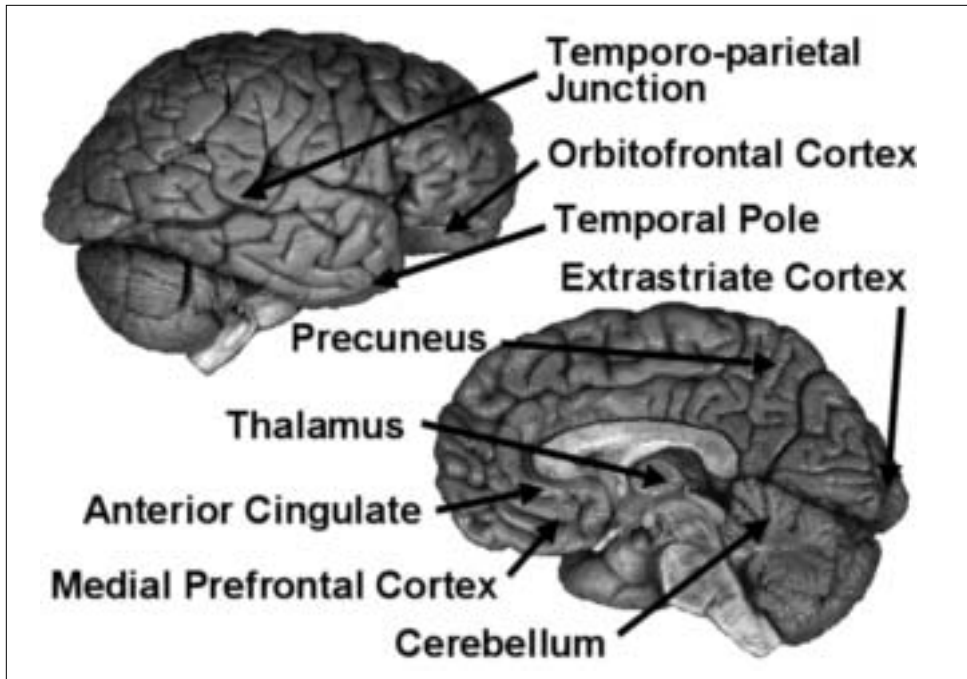 Temporo-parietal
Junction
Orbitofrontal Cortex
Temporal Pole
Extrastriate Cortex
Precuneus
Thalamus
Anterior Cingulate
Medial Prefrontal Cortex
Cerebellum